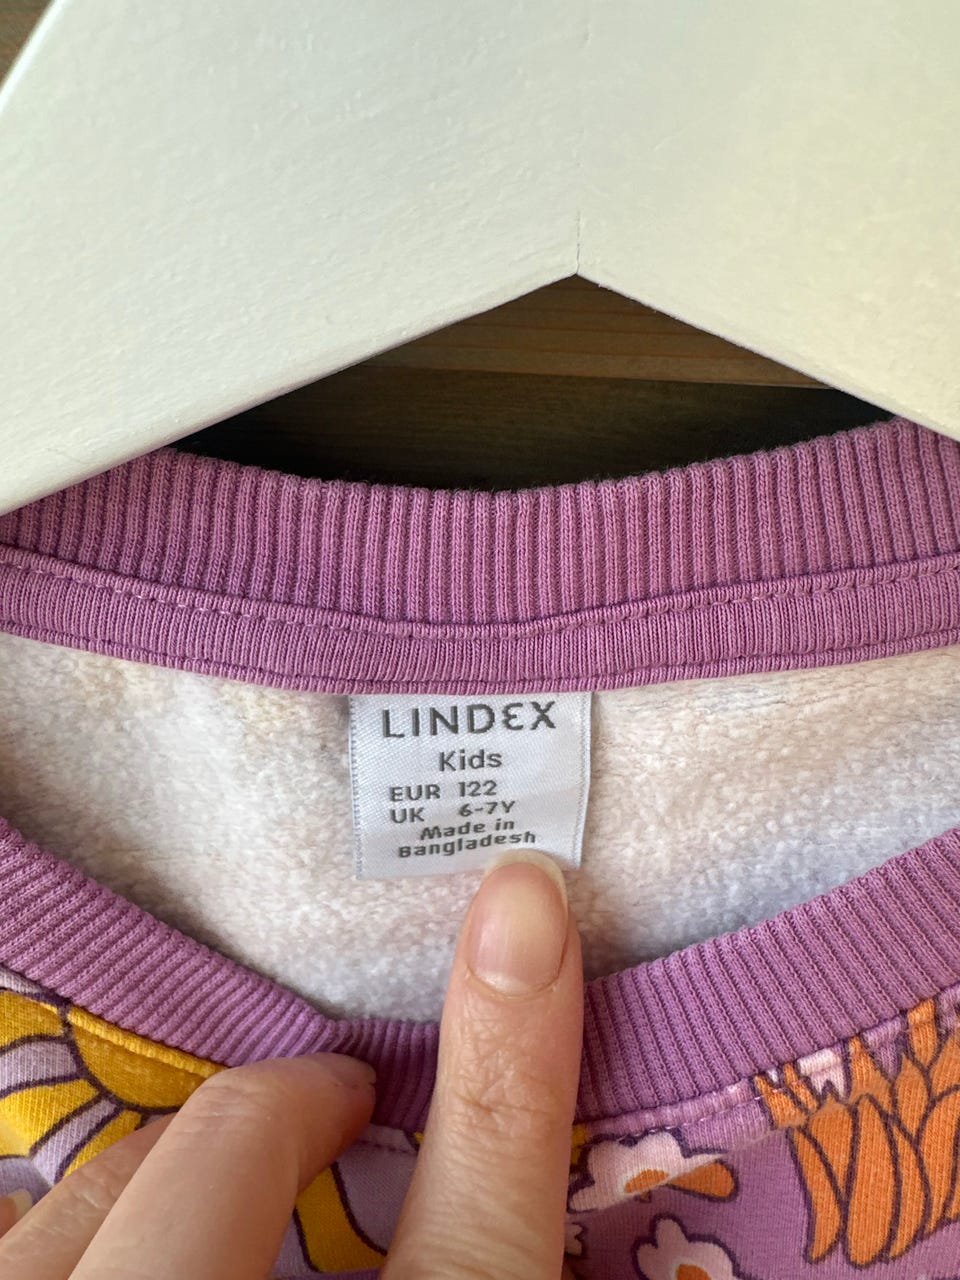 LINDEX
Kids
EUR 122
UK 6-7Y
Made in
Bangladesh